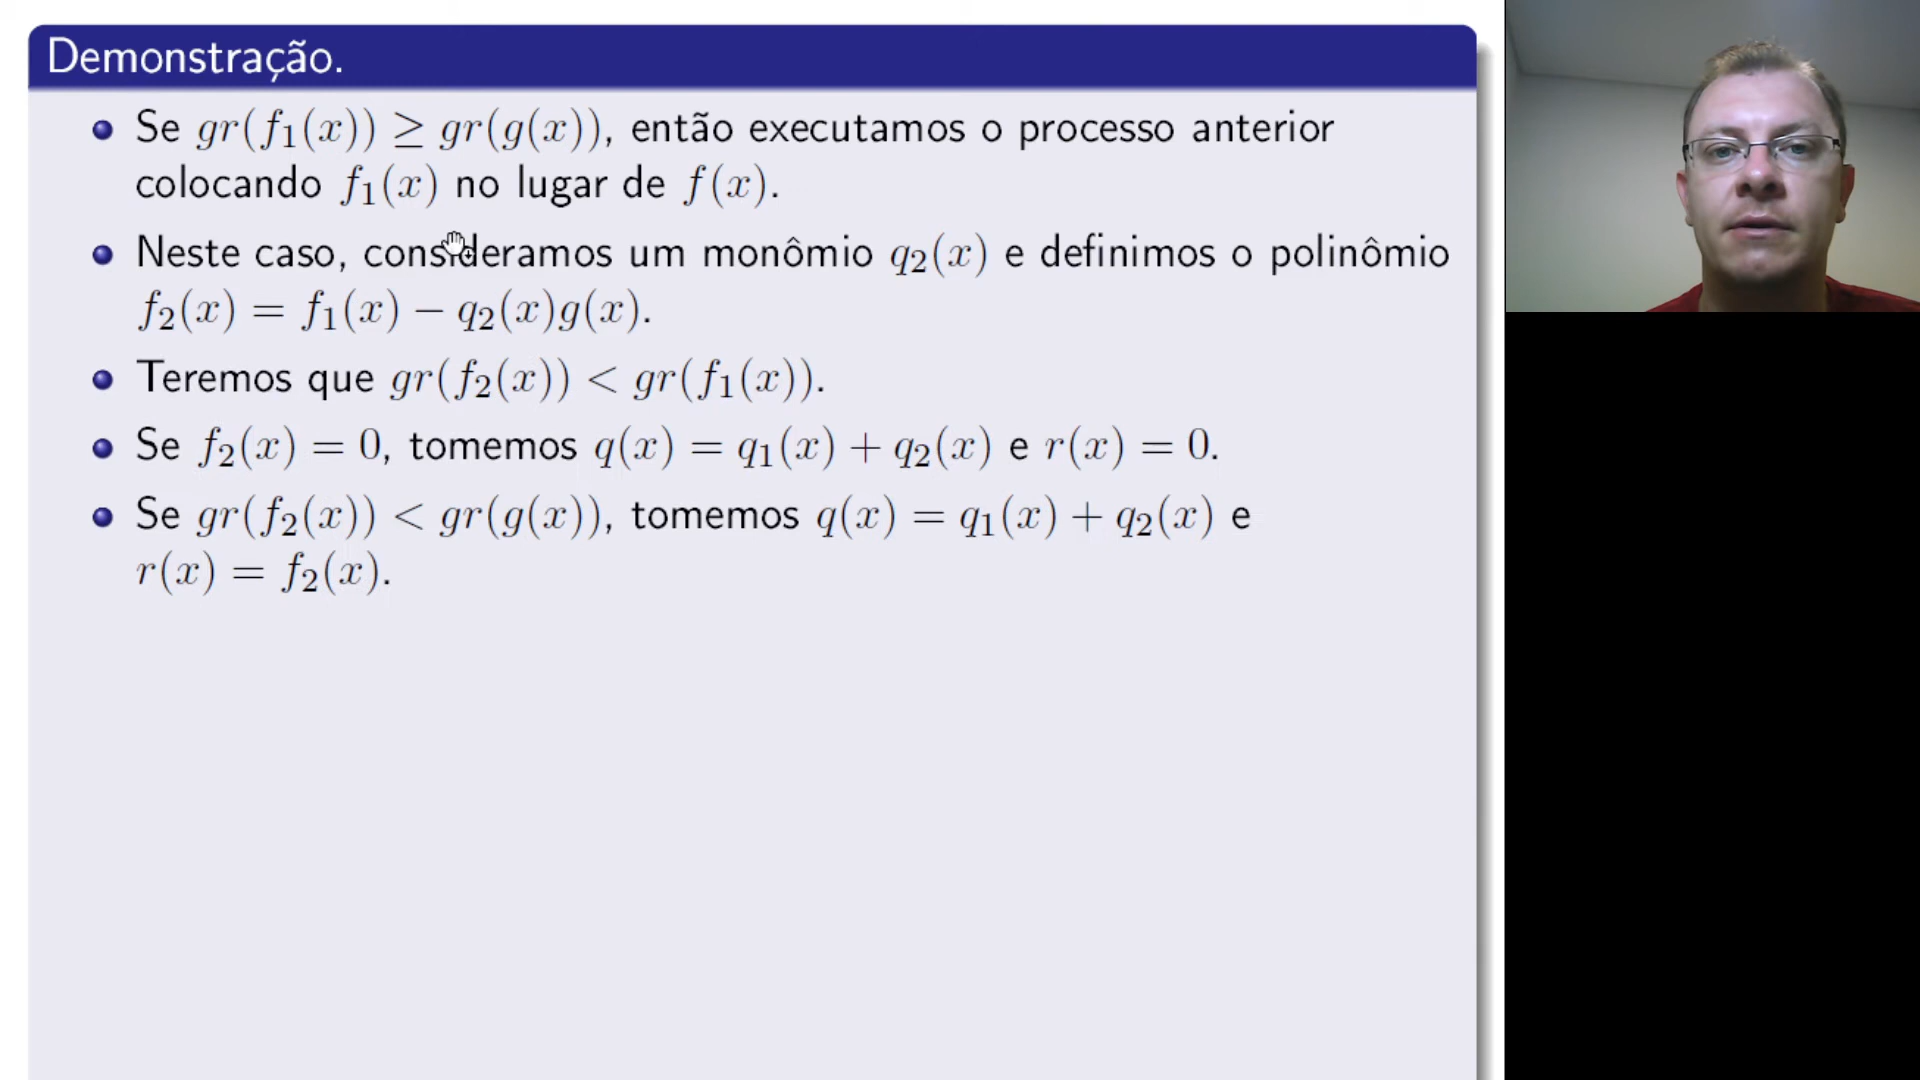 Demonstração.
Se gr(f₁(x)) ≥ gr(g(x)), então executamos o processo anterior
colocando f₁(x) no lugar de f(x).
Neste caso, consideramos um monômio q₂(x) e definimos o polinômio
f₂(x) = f₁(x) − q₂(x)g(x).
Teremos que gr(f₂(x)) < gr(f₁(x)).
Se f₂(x) = 0, tomemos q(x) = q₁(x) + q₂(x) e r(x) = 0.
Se gr(f₂(x)) < gr(g(x)), tomemos q(x) = q₁(x) + q₂(x) e
r(x) = f₂(x).